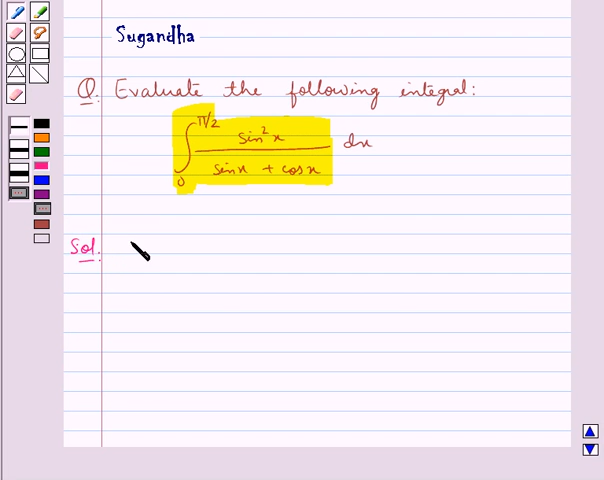 Sugandha
Q. Evaluate the following integral:
∫₀^π/2 sin²x / (sinx + cosx) dx
Sol.